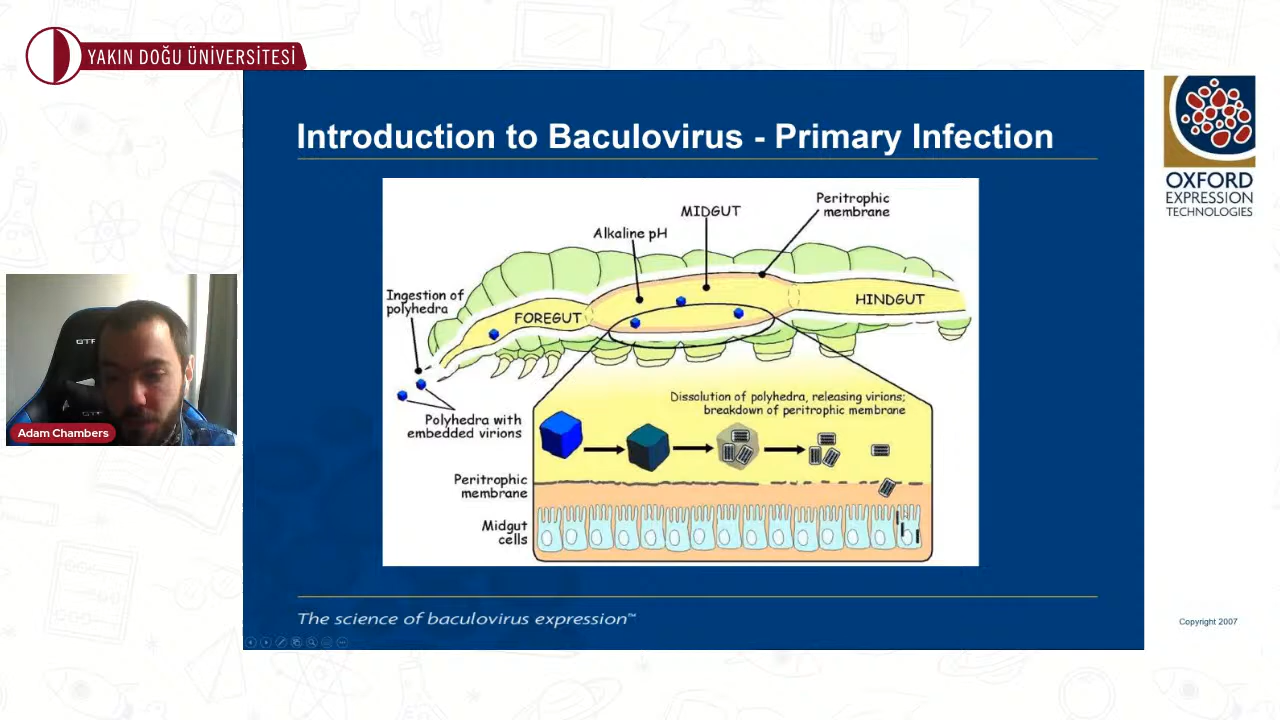 YAKIN DOĞU ÜNİVERSİTESİ
Introduction to Baculovirus - Primary Infection
OXFORD
EXPRESSION
TECHNOLOGIES
Peritrophic
membrane
MIDGUT
Alkaline pH
Ingestion of
polyhedra
FOREGUT
HINDGUT
Polyhedra with
embedded virions
Dissolution of polyhedra, releasing virions;
breakdown of peritrophic membrane
Peritrophic
membrane
Midgut
cells
Adam Chambers
The science of baculovirus expression™
Copyright 2007